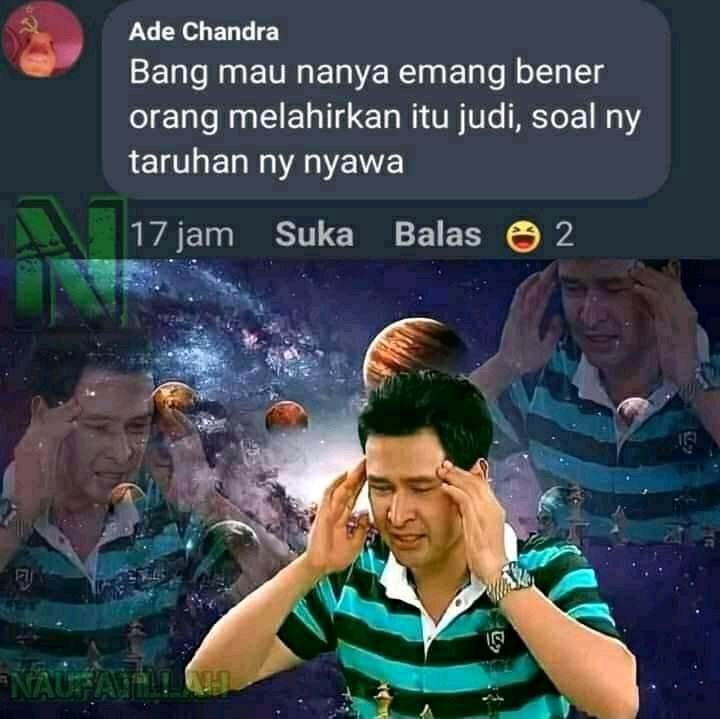 Ade Chandra
Bang mau nanya emang bener
orang melahirkan itu judi, soal ny
taruhan ny nyawa
17 jam Suka Balas 😆 2
N
NAUFATILLAH